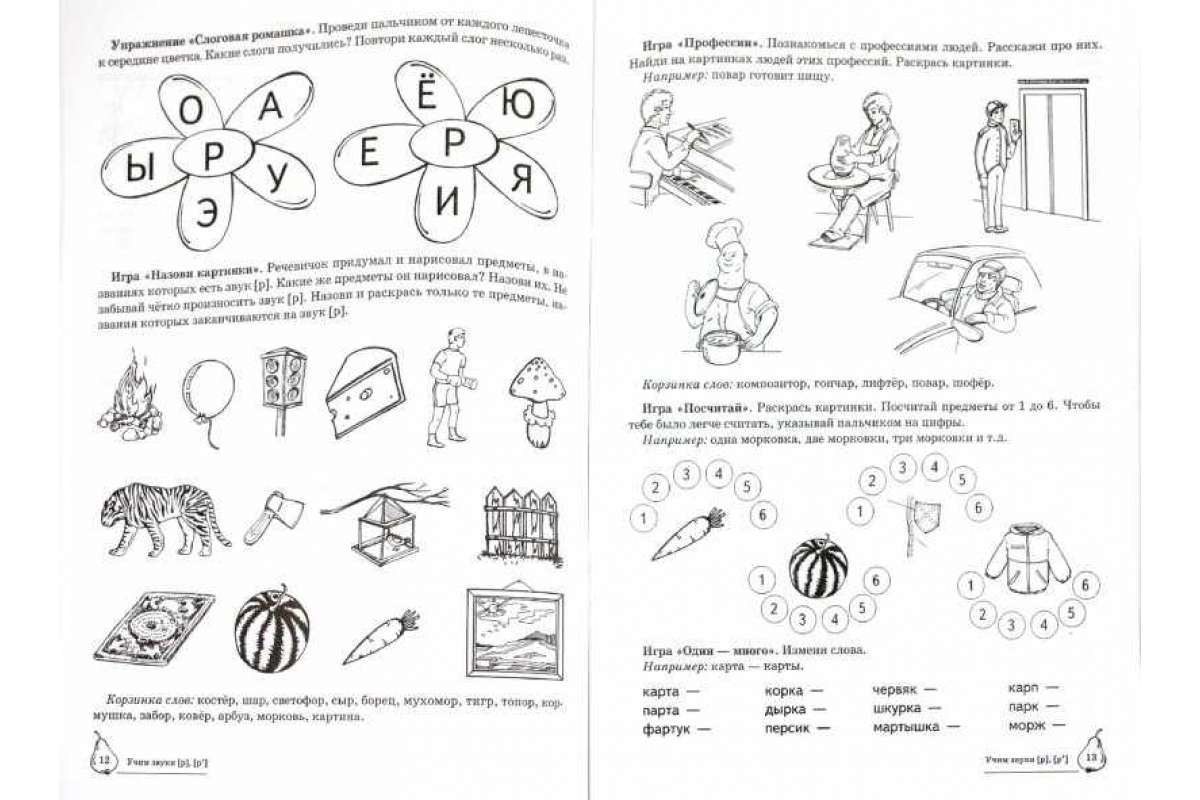 Упражнение «Слоговая ромашка». Проведи пальчиком от каждого лепесточка
к середине цветка. Какие слоги получились? Повтори каждый слог несколько раз.
О А
Ы Р У
Э
Ё Ю
Е Р Я
И
Игра «Назови картинки». Речевичок придумал и нарисовал предметы, в на-
званиях которых есть звук [р]. Какие же предметы он нарисовал? Назови их. Не
забывай чётко произносить звук [р]. Назови и раскрась только те предметы, на-
звания которых заканчиваются на звук [р].
Корзинка слов: костёр, шар, светофор, сыр, борец, мухомор, тигр, топор, кор-
мушка, забор, ковёр, арбуз, морковь, картина.
12 Учим звуки [р], [р']
Игра «Профессии». Познакомься с профессиями людей. Расскажи про них.
Найди на картинках людей этих профессий. Раскрась картинки.
Например: повар готовит пищу.
Корзинка слов: композитор, гончар, лифтёр, повар, шофёр.
Игра «Посчитай». Раскрась картинки. Посчитай предметы от 1 до 6. Чтобы
тебе было легче считать, указывай пальчиком на цифры.
Например: одна морковка, две морковки, три морковки и т.д.
1 2 3 4 5 6
1 2 3 4 5 6
1 2 3 4 5 6
1 2 3 4 5 6
Игра «Один — много». Измени слова.
Например: карта — карты.
карта — корка — червяк — карп —
парта — дырка — шкурка — парк —
фартук — персик — мартышка — морж —
Учим звуки [р], [р'] 13